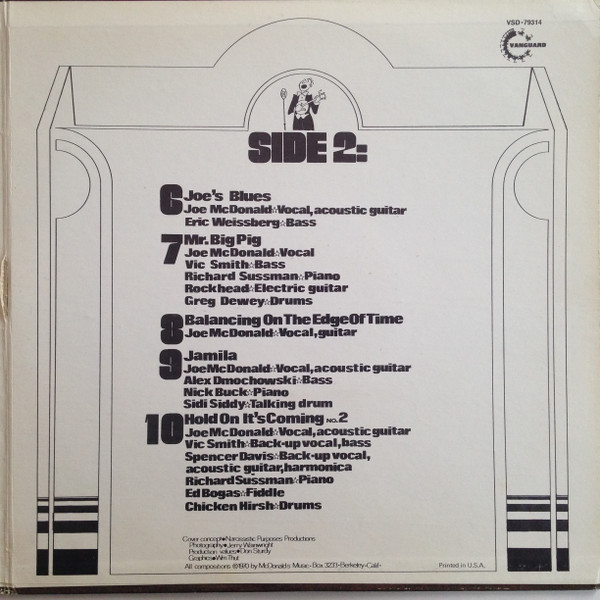 VSD·79314
VANGUARD
SIDE 2:
6 Joe's Blues
Joe McDonald☆Vocal, acoustic guitar
Eric Weissberg☆Bass
7 Mr. Big Pig
Joe McDonald☆Vocal
Vic Smith☆Bass
Richard Sussman☆Piano
Rockhead☆Electric guitar
Greg Dewey☆Drums
8 Balancing On The Edge Of Time
Joe McDonald☆Vocal, guitar
9 Jamila
Joe McDonald☆Vocal, acoustic guitar
Alex Dmochowski☆Bass
Nick Buck☆Piano
Sidi Siddy☆Talking drum
10 Hold On It's Coming NO. 2
Joe McDonald☆Vocal, acoustic guitar
Vic Smith☆Back-up vocal, bass
Spencer Davis☆Back-up vocal,
acoustic guitar, harmonica
Richard Sussman☆Piano
Ed Bogas☆Fiddle
Chicken Hirsh☆Drums
Cover concept●Narcissistic Purposes Productions
Photography●Jerry Wainwright
Production values●Don Sturdy
Graphics●Wm Thut
All compositions ©1970 by McDonald's Music • Box 3233 • Berkeley • Calif •
Printed in U.S.A.